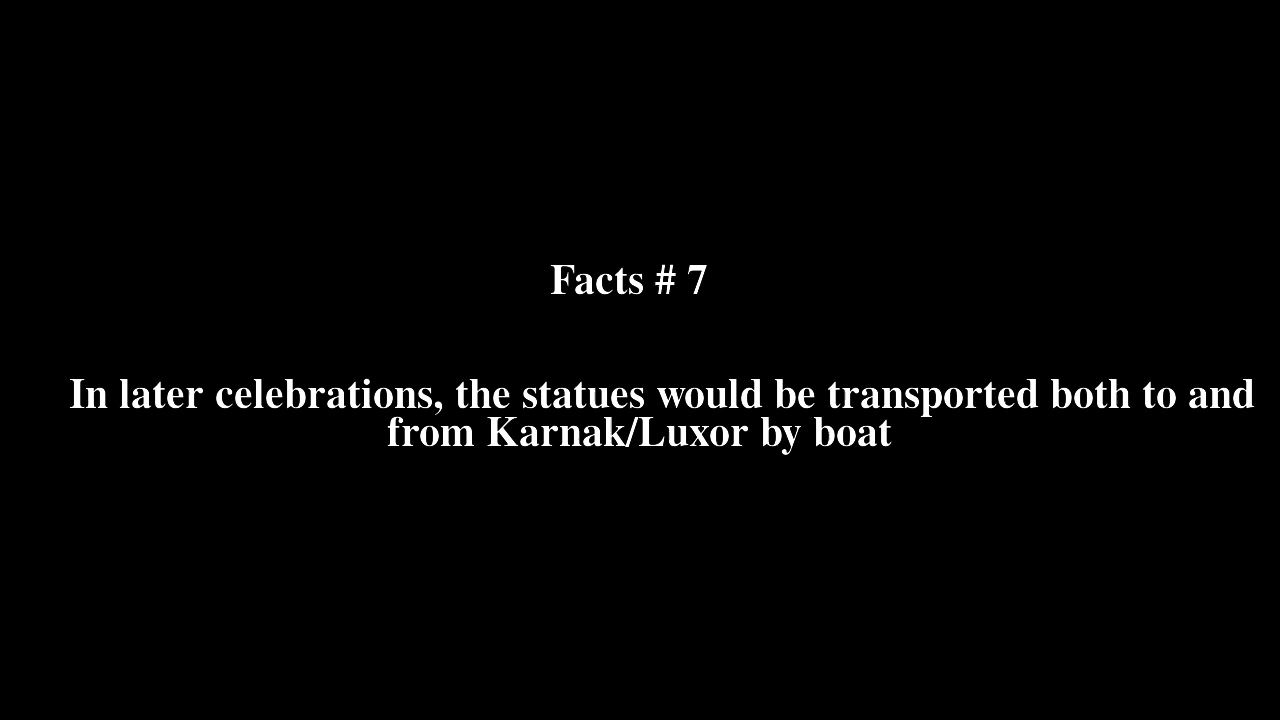 Facts # 7
In later celebrations, the statues would be transported both to and
from Karnak/Luxor by boat